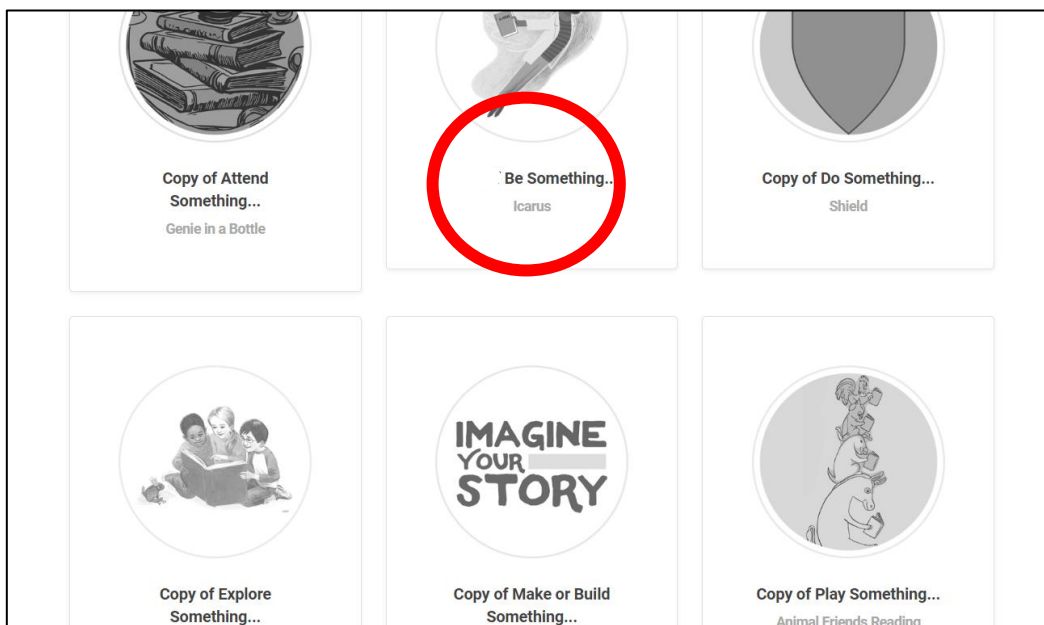 Copy of Attend
Something...
Genie in a Bottle
Be Something...
Icarus
Copy of Do Something...
Shield
IMAGINE
YOUR
STORY
Copy of Explore
Something...
Copy of Make or Build
Something...
Copy of Play Something...
Animal Friends Reading